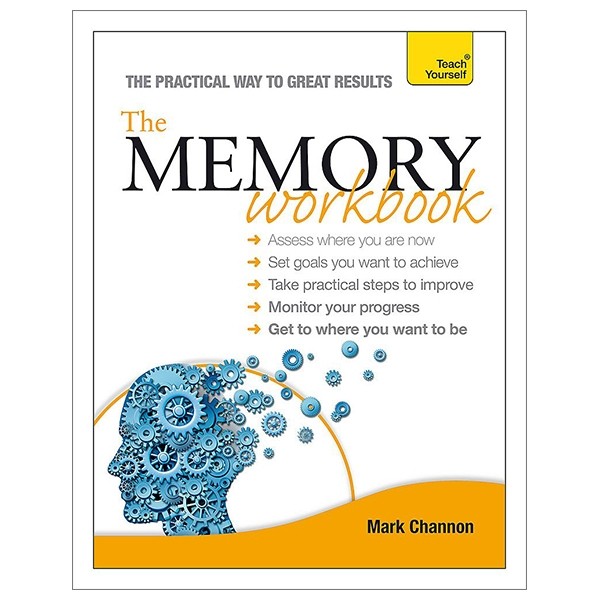 Teach
Yourself®
THE PRACTICAL WAY TO GREAT RESULTS
The
MEMORY
workbook
➔ Assess where you are now
➔ Set goals you want to achieve
➔ Take practical steps to improve
➔ Monitor your progress
➔ Get to where you want to be
Mark Channon